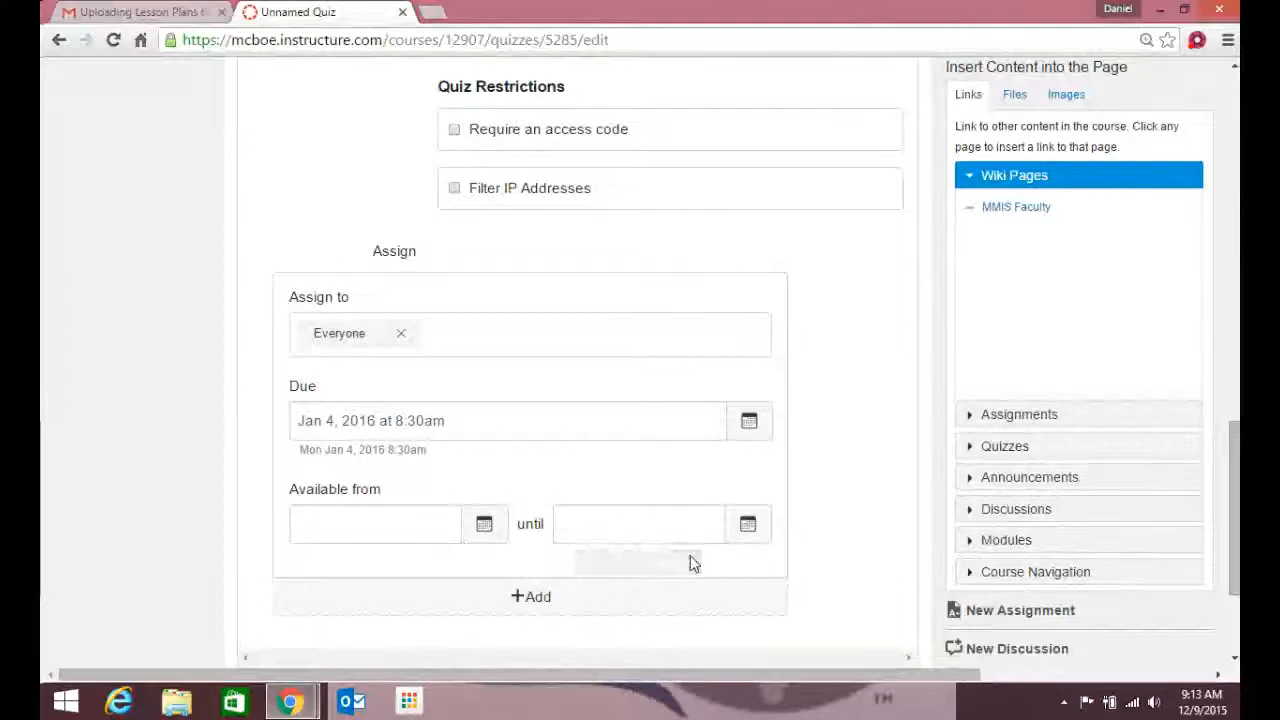 Uploading Lesson Plans to
Unnamed Quiz
Daniel
https://mcboe.instructure.com/courses/12907/quizzes/5285/edit
Quiz Restrictions
Require an access code
Filter IP Addresses
Assign
Assign to
Everyone
Due
Jan 4, 2016 at 8:30am
Mon Jan 4, 2016 8:30am
Available from
until
+Add
Insert Content into the Page
Links Files Images
Link to other content in the course. Click any
page to insert a link to that page.
Wiki Pages
MMIS Faculty
Assignments
Quizzes
Announcements
Discussions
Modules
Course Navigation
New Assignment
New Discussion
TM
9:13 AM
12/9/2015